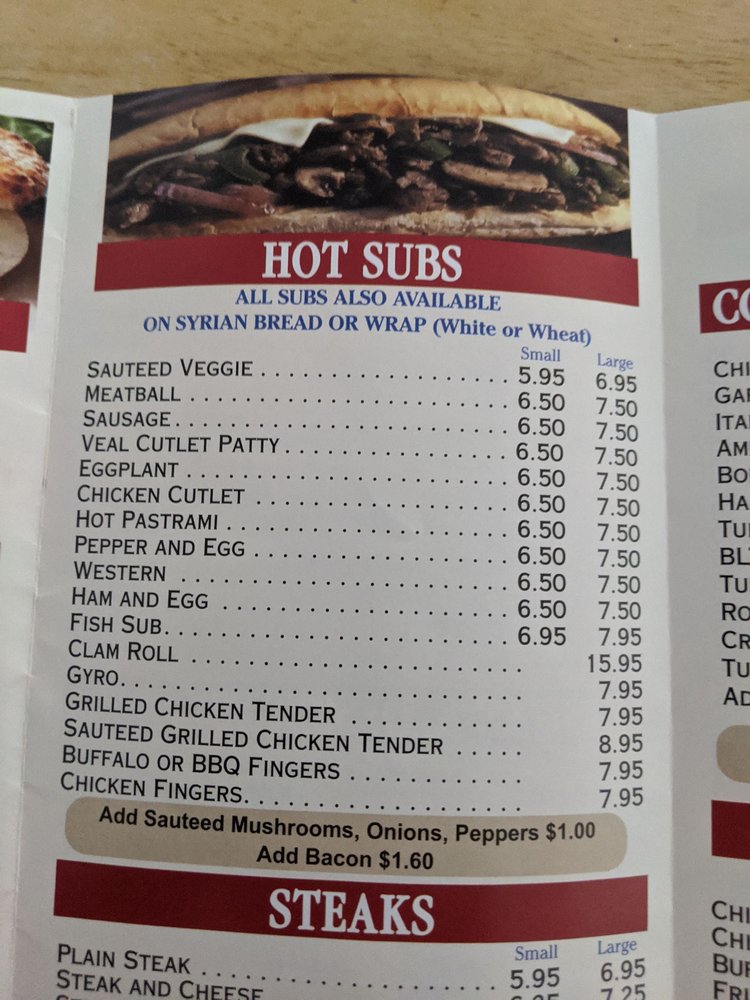 HOT SUBS
ALL SUBS ALSO AVAILABLE
ON SYRIAN BREAD OR WRAP (White or Wheat)
Small Large
SAUTEED VEGGIE . . . . . . . . . . . . . . . . . . . 5.95 6.95
MEATBALL . . . . . . . . . . . . . . . . . . . . . . . . 6.50 7.50
SAUSAGE. . . . . . . . . . . . . . . . . . . . . . . . . 6.50 7.50
VEAL CUTLET PATTY. . . . . . . . . . . . . . . . . 6.50 7.50
EGGPLANT . . . . . . . . . . . . . . . . . . . . . . . . 6.50 7.50
CHICKEN CUTLET . . . . . . . . . . . . . . . . . . . 6.50 7.50
HOT PASTRAMI . . . . . . . . . . . . . . . . . . . . . 6.50 7.50
PEPPER AND EGG . . . . . . . . . . . . . . . . . . . 6.50 7.50
WESTERN . . . . . . . . . . . . . . . . . . . . . . . . 6.50 7.50
HAM AND EGG . . . . . . . . . . . . . . . . . . . . . 6.50 7.50
FISH SUB. . . . . . . . . . . . . . . . . . . . . . . . . 6.95 7.95
CLAM ROLL . . . . . . . . . . . . . . . . . . . . . . . . 15.95
GYRO. . . . . . . . . . . . . . . . . . . . . . . . . . . . . 7.95
GRILLED CHICKEN TENDER . . . . . . . . . . . . 7.95
SAUTEED GRILLED CHICKEN TENDER . . . . . 8.95
BUFFALO OR BBQ FINGERS . . . . . . . . . . . . 7.95
CHICKEN FINGERS. . . . . . . . . . . . . . . . . . . 7.95
Add Sauteed Mushrooms, Onions, Peppers $1.00
Add Bacon $1.60
STEAKS
Small Large
PLAIN STEAK . . . . . . . . . . . . . . . . . . . . . . 5.95 6.95
STEAK AND CHEESE 7.25